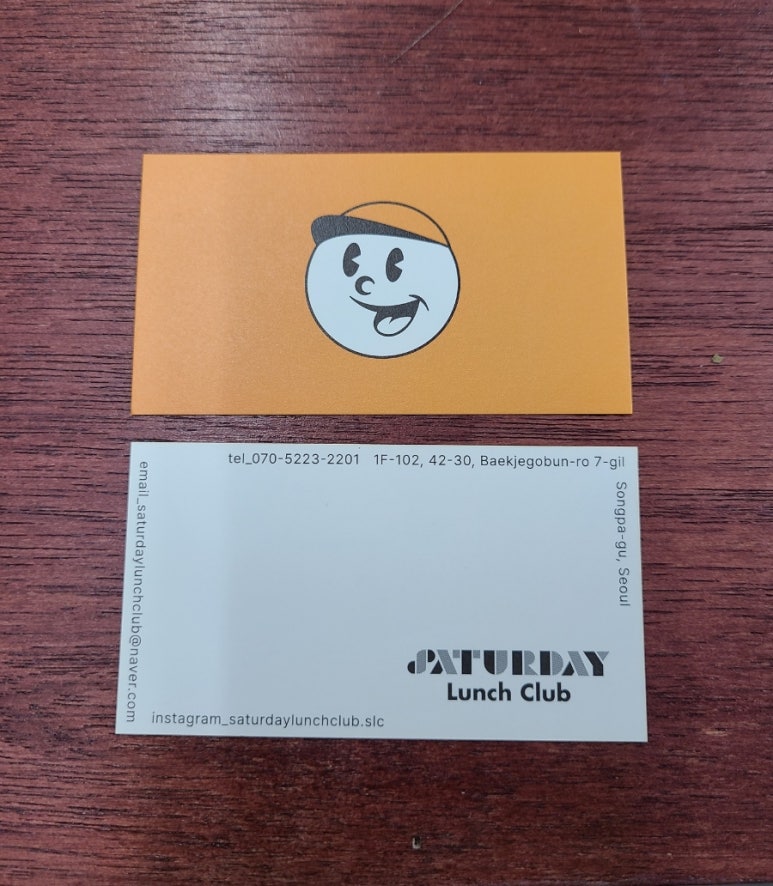 tel_070-5223-2201 1F-102, 42-30, Baekjegobun-ro 7-gil
Songpa-gu, Seoul
email_saturdaylunchclub@naver.com
SATURDAY
Lunch Club
instagram_saturdaylunchclub.slc